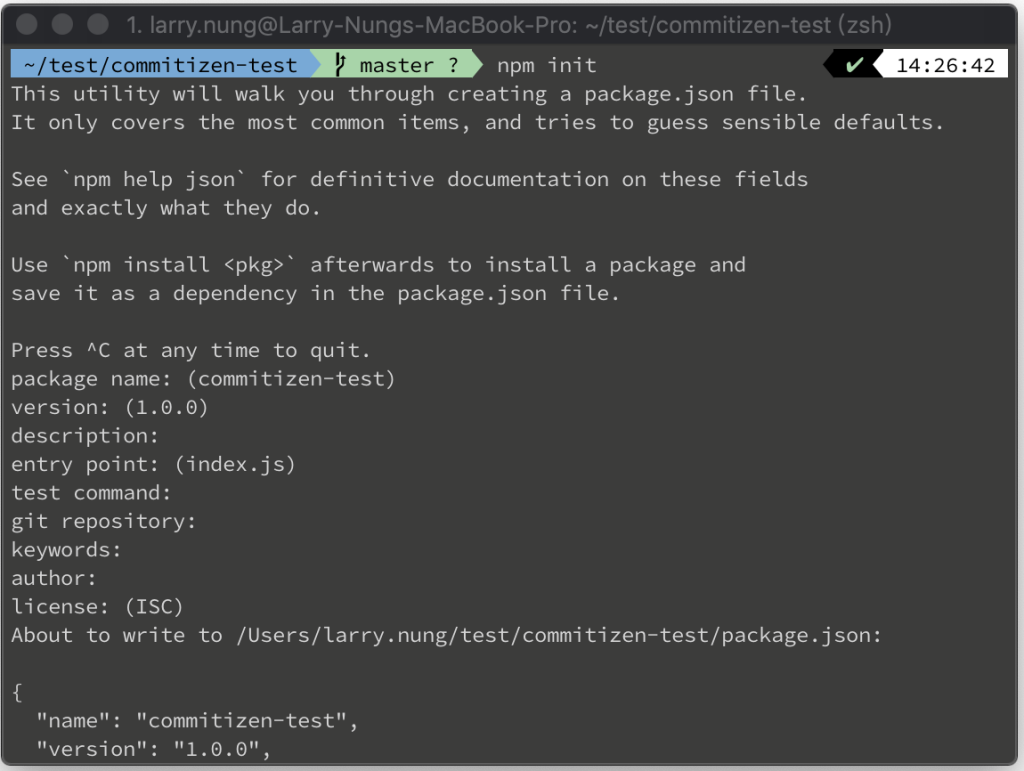 1. larry.nung@Larry-Nungs-MacBook-Pro: ~/test/commitizen-test (zsh)
~/test/commitizen-test master ? npm init ✔ 14:26:42
This utility will walk you through creating a package.json file.
It only covers the most common items, and tries to guess sensible defaults.
See `npm help json` for definitive documentation on these fields
and exactly what they do.
Use `npm install <pkg>` afterwards to install a package and
save it as a dependency in the package.json file.
Press ^C at any time to quit.
package name: (commitizen-test)
version: (1.0.0)
description:
entry point: (index.js)
test command:
git repository:
keywords:
author:
license: (ISC)
About to write to /Users/larry.nung/test/commitizen-test/package.json:
{
  "name": "commitizen-test",
  "version": "1.0.0",